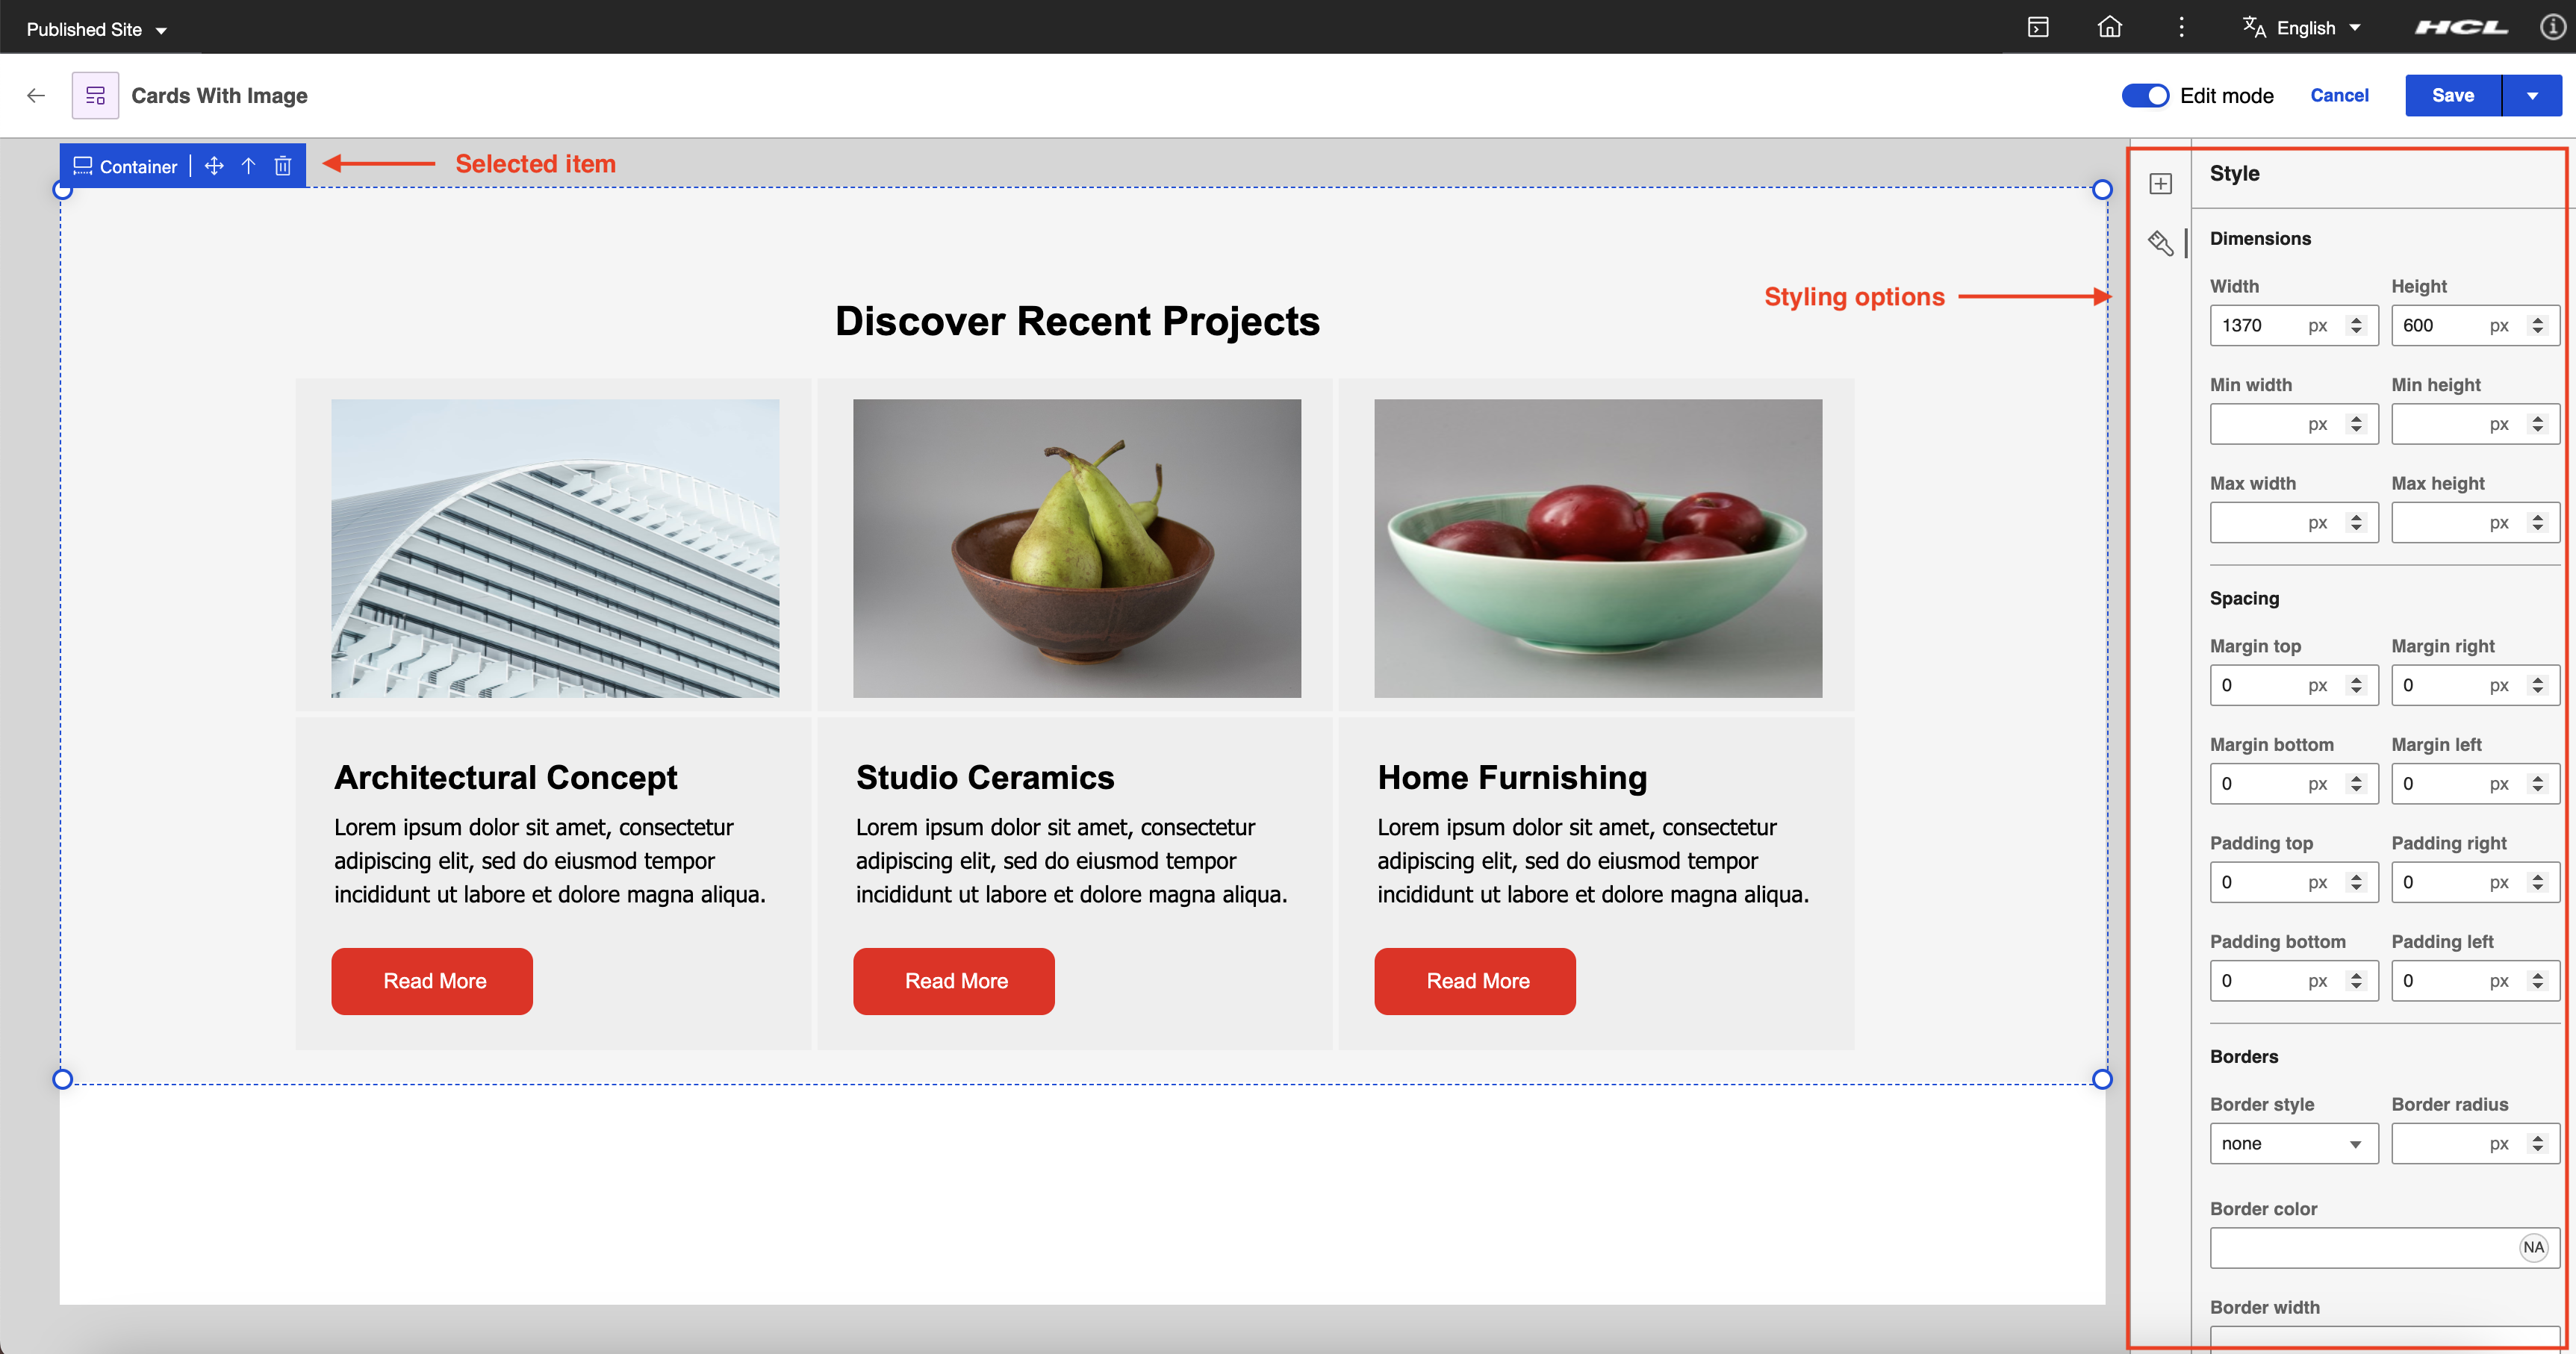 Published Site
English
HCL
Cards With Image
Edit mode
Cancel
Save
Container
Selected item
Styling options
Discover Recent Projects
Architectural Concept
Lorem ipsum dolor sit amet, consectetur
adipiscing elit, sed do eiusmod tempor
incididunt ut labore et dolore magna aliqua.
Read More
Studio Ceramics
Lorem ipsum dolor sit amet, consectetur
adipiscing elit, sed do eiusmod tempor
incididunt ut labore et dolore magna aliqua.
Read More
Home Furnishing
Lorem ipsum dolor sit amet, consectetur
adipiscing elit, sed do eiusmod tempor
incididunt ut labore et dolore magna aliqua.
Read More
Style
Dimensions
Width Height
1370 px 600 px
Min width Min height
px px
Max width Max height
px px
Spacing
Margin top Margin right
0 px 0 px
Margin bottom Margin left
0 px 0 px
Padding top Padding right
0 px 0 px
Padding bottom Padding left
0 px 0 px
Borders
Border style Border radius
none px
Border color
NA
Border width